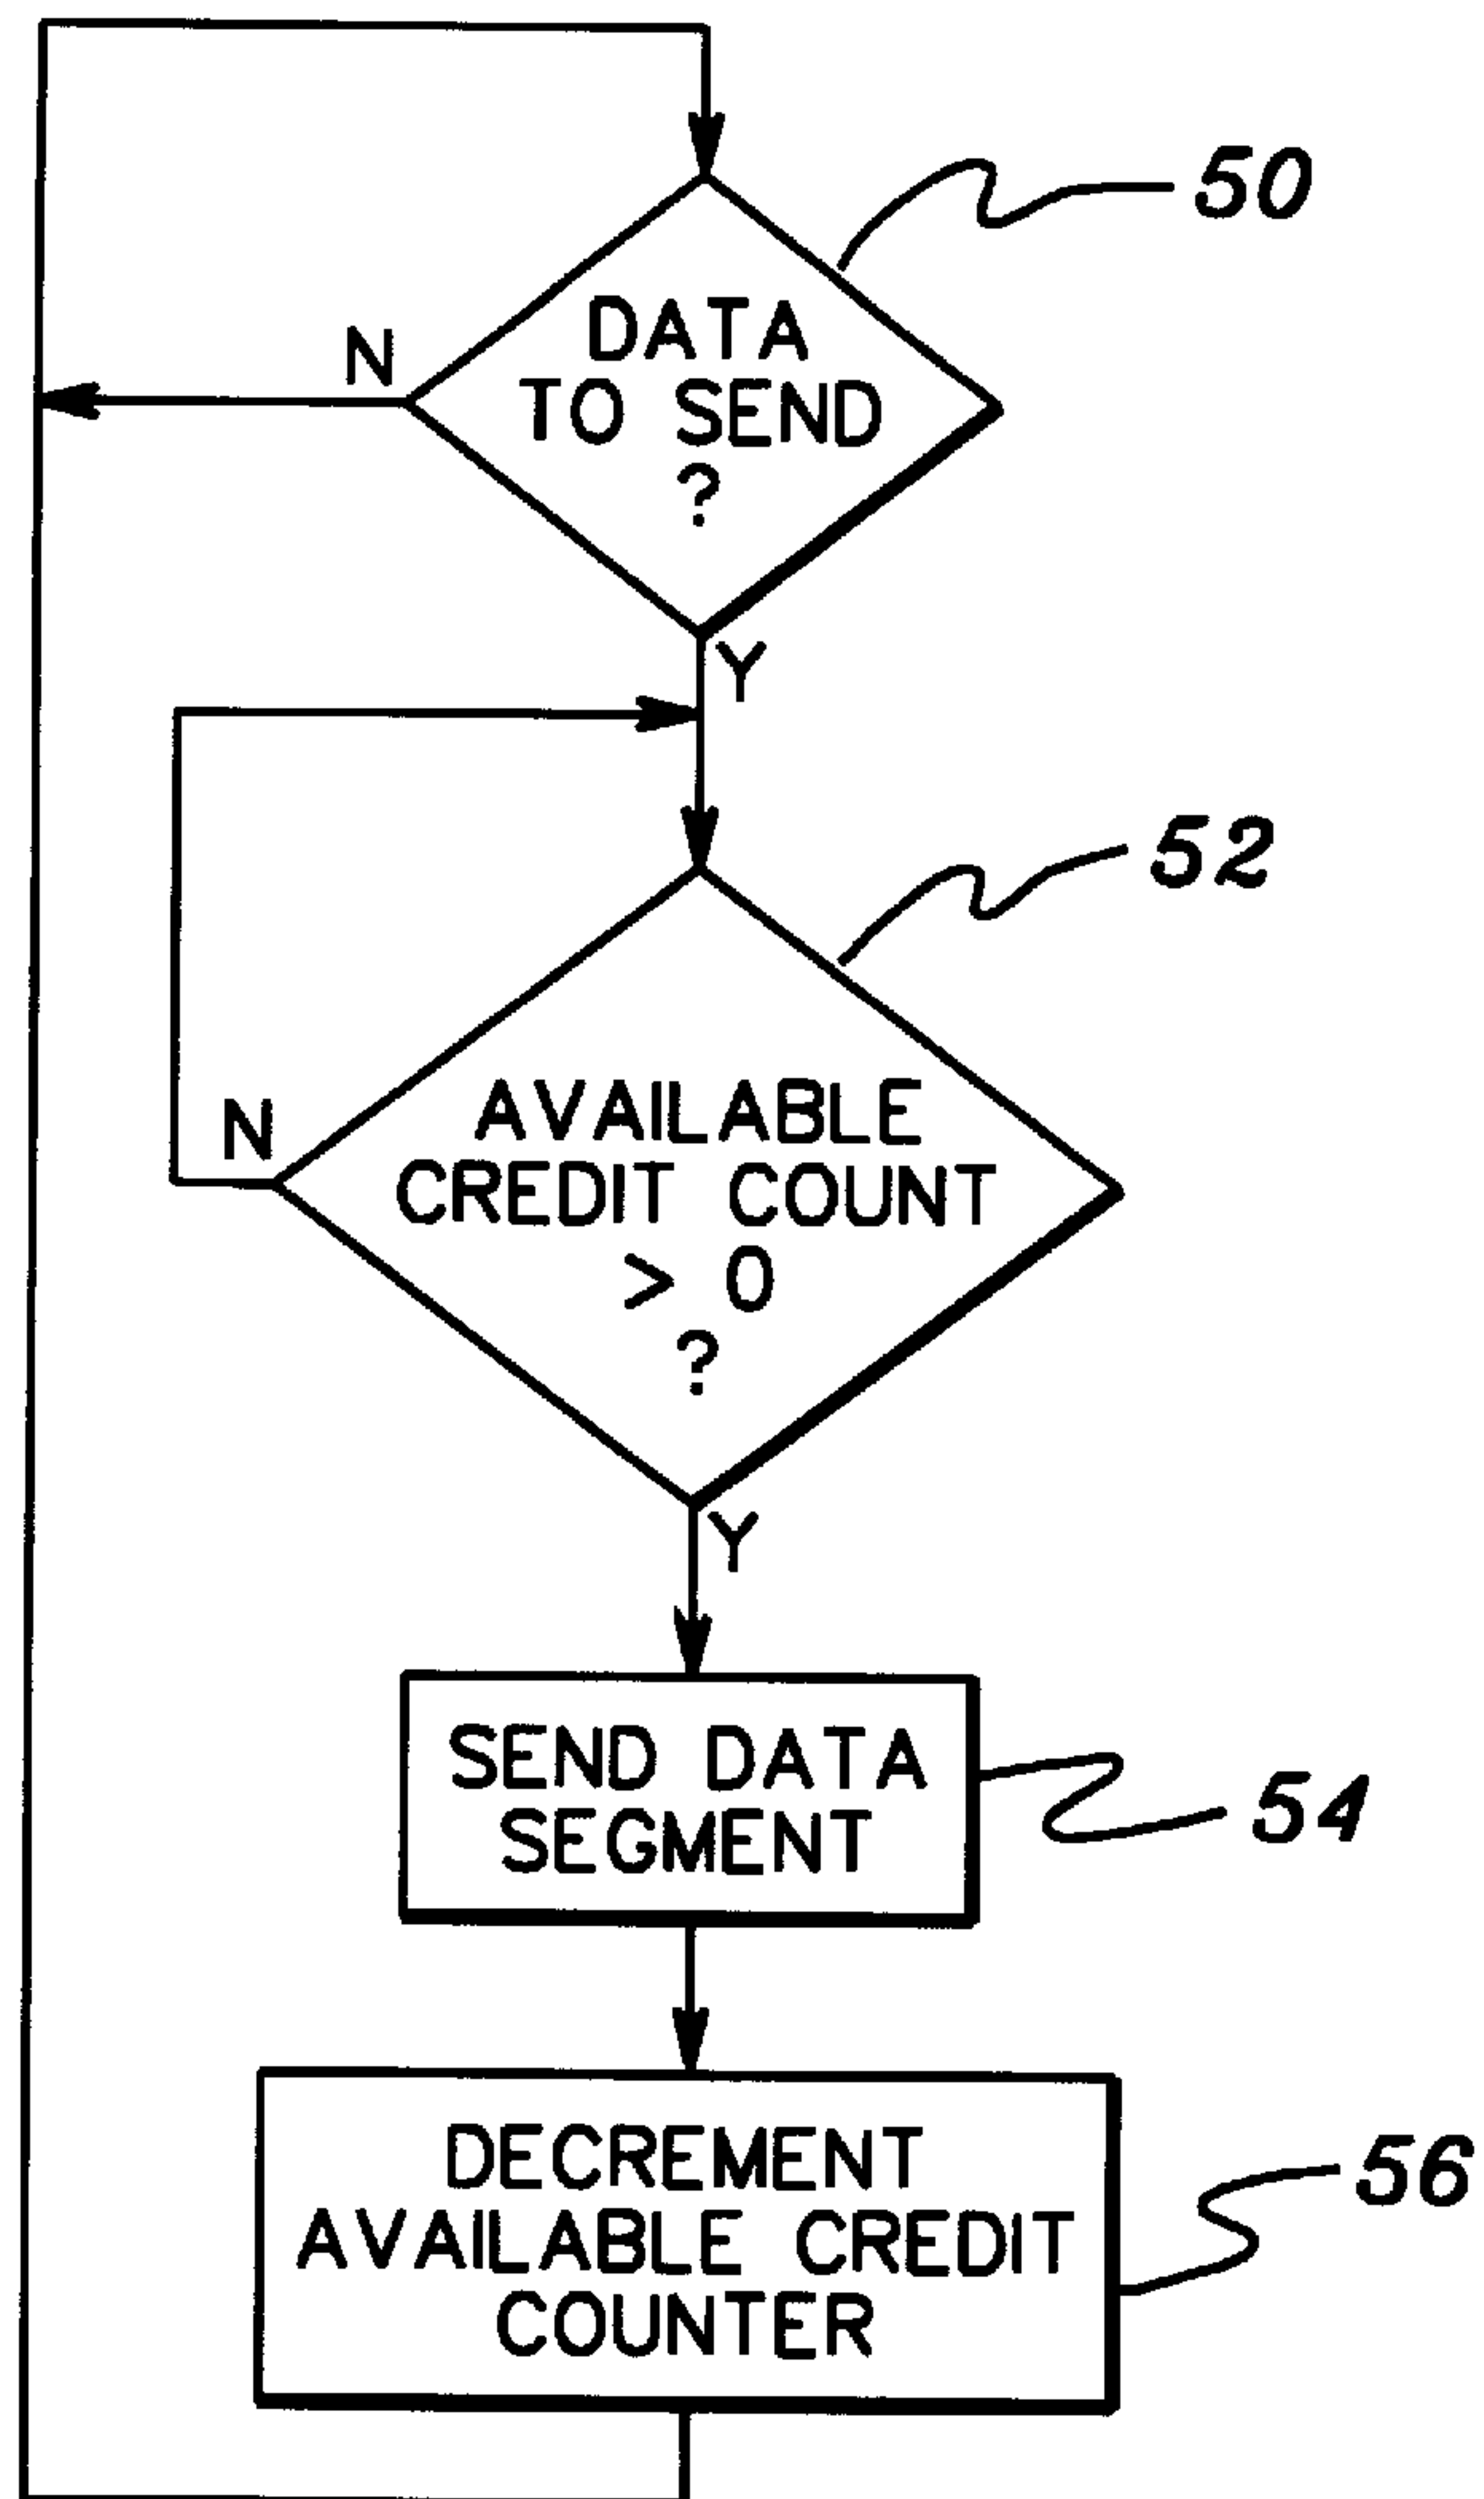 50
DATA
N
TO SEND
?
Y
52
AVAILABLE
N
CREDIT COUNT
> 0
?
Y
SEND DATA
54
SEGMENT
DECREMENT
56
AVAILABLE CREDIT
COUNTER